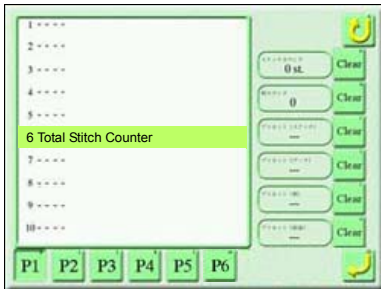 1 - - - -
2 - - - -
3 - - - -
4 - - - -
5 - - - -
6 Total Stitch Counter
7 - - - -
8 - - - -
9 - - - -
10 - - - -
0 st.
Clear
0
Clear
---
Clear
---
Clear
---
Clear
---
Clear
P1 P2 P3 P4 P5 P6